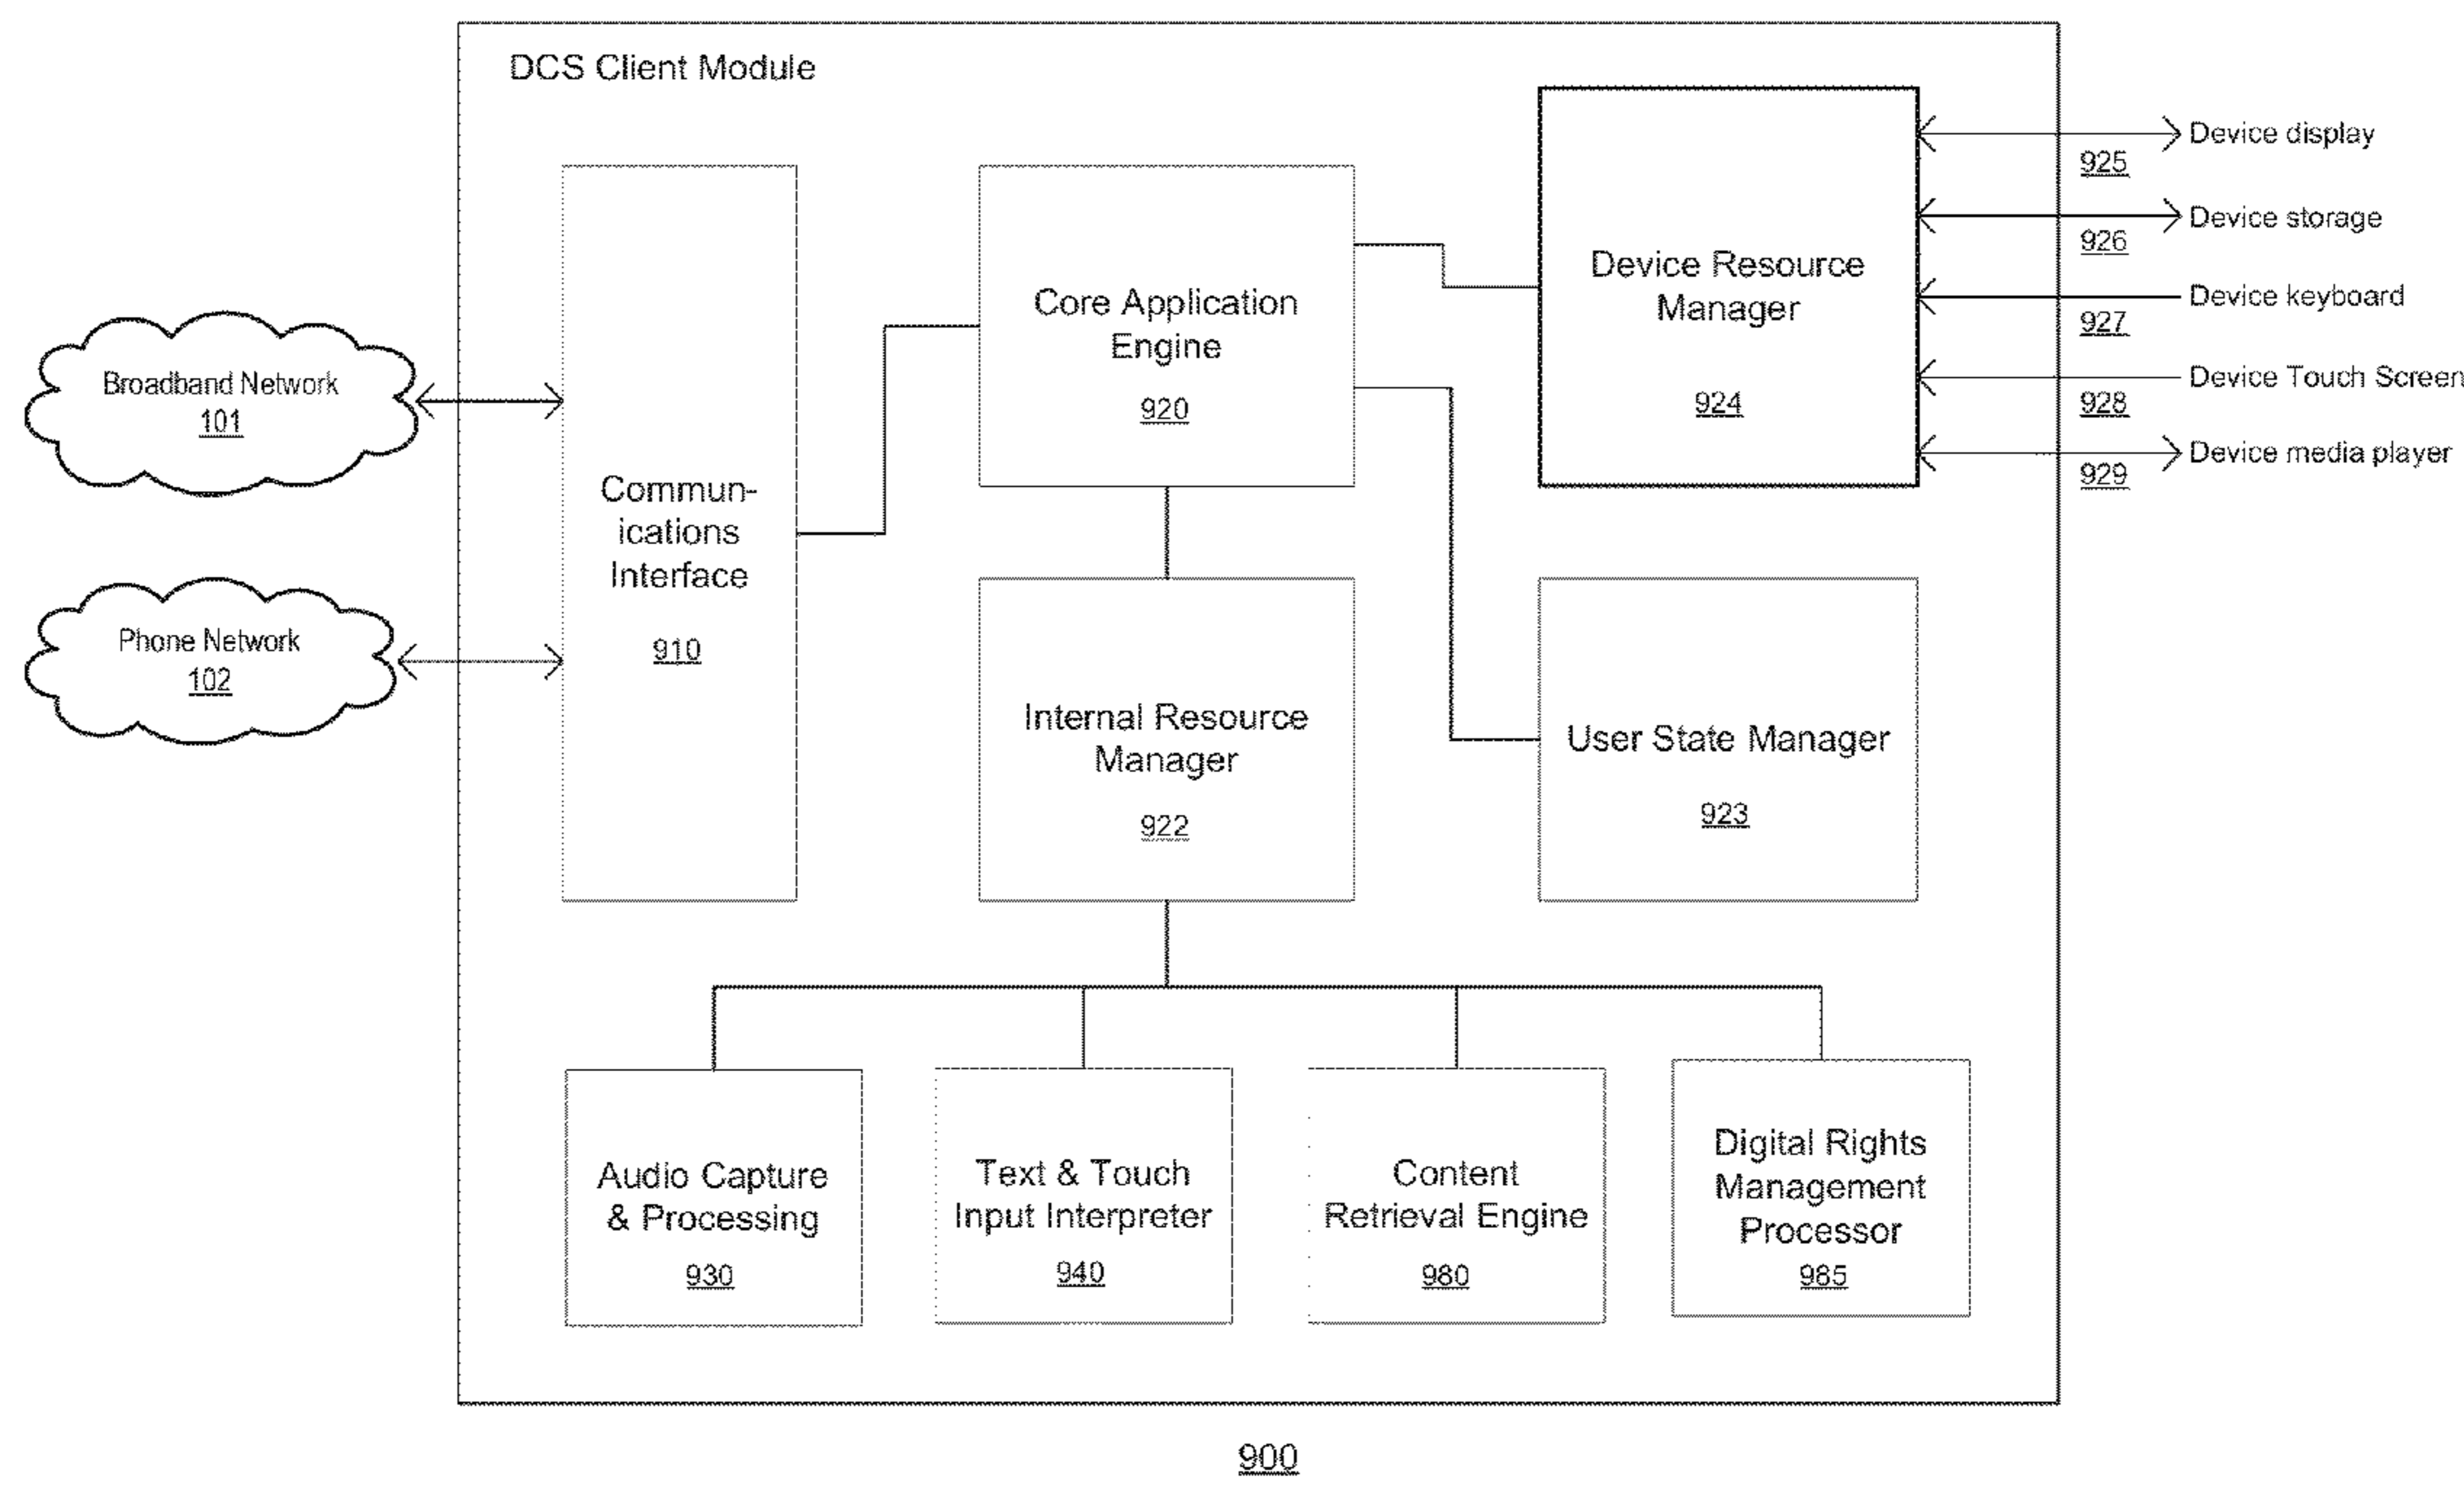 DCS Client Module
Device display
925
Device storage
926
Device keyboard
927
Device Touch Screen
928
Device media player
929
Device Resource
Manager
924
Core Application
Engine
920
Broadband Network
101
Commun-
ications
Interface
910
Phone Network
102
Internal Resource
Manager
922
User State Manager
923
Audio Capture
& Processing
930
Text & Touch
Input Interpreter
940
Content
Retrieval Engine
980
Digital Rights
Management
Processor
985
900